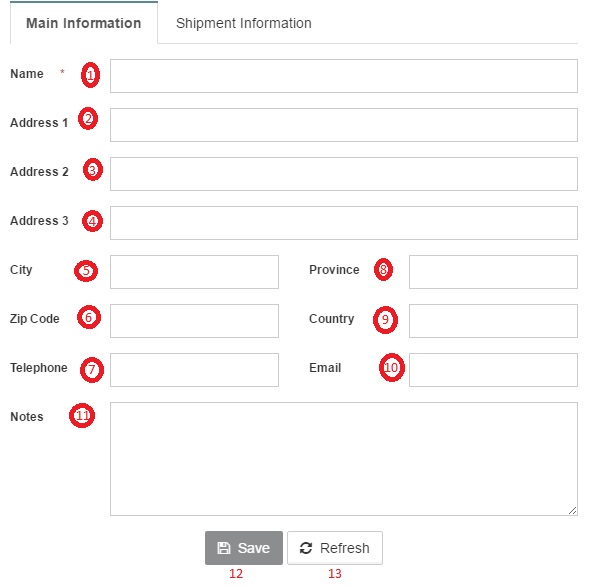 Main Information Shipment Information
Name * 1
Address 1 2
Address 2 3
Address 3 4
City 5 Province 8
Zip Code 6 Country 9
Telephone 7 Email 10
Notes 11
Save Refresh
12 13